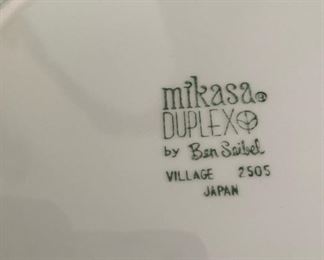 mikasa®
DUPLEX
by Ben Seibel
VILLAGE 2505
JAPAN